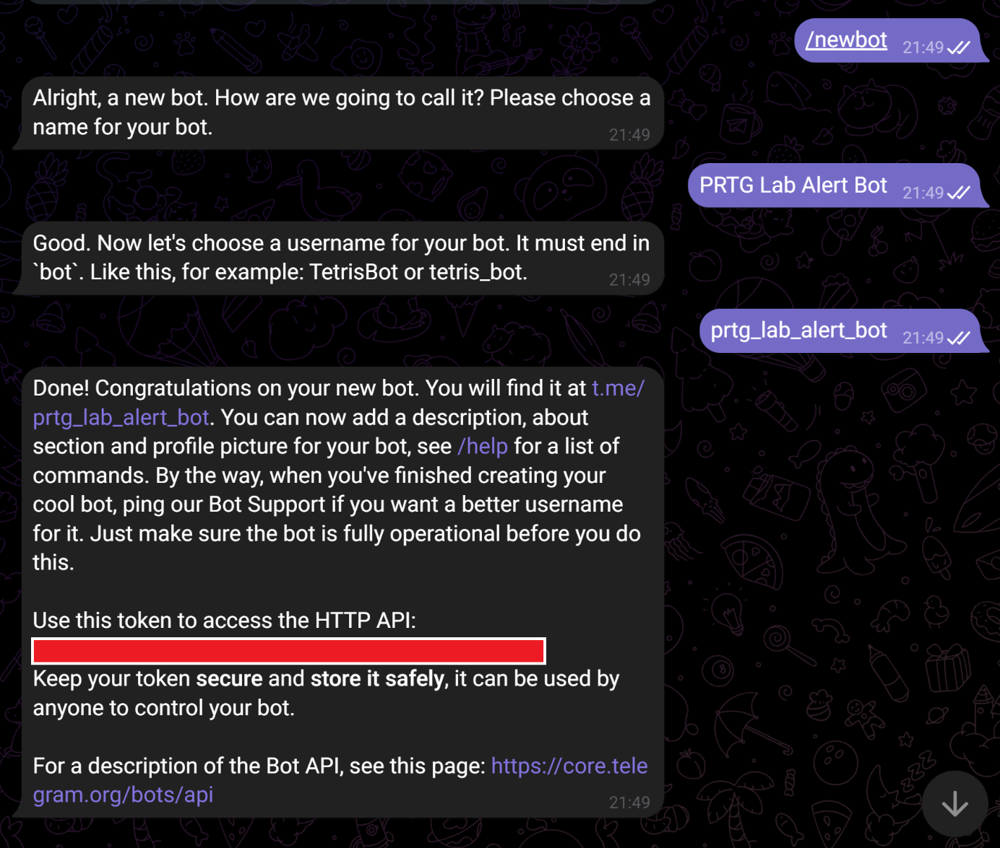 /newbot 21:49
Alright, a new bot. How are we going to call it? Please choose a
name for your bot.
21:49
PRTG Lab Alert Bot 21:49
Good. Now let's choose a username for your bot. It must end in
`bot`. Like this, for example: TetrisBot or tetris_bot.
21:49
prtg_lab_alert_bot 21:49
Done! Congratulations on your new bot. You will find it at t.me/
prtg_lab_alert_bot. You can now add a description, about
section and profile picture for your bot, see /help for a list of
commands. By the way, when you've finished creating your
cool bot, ping our Bot Support if you want a better username
for it. Just make sure the bot is fully operational before you do
this.
Use this token to access the HTTP API:
Keep your token secure and store it safely, it can be used by
anyone to control your bot.
For a description of the Bot API, see this page: https://core.tele
gram.org/bots/api
21:49